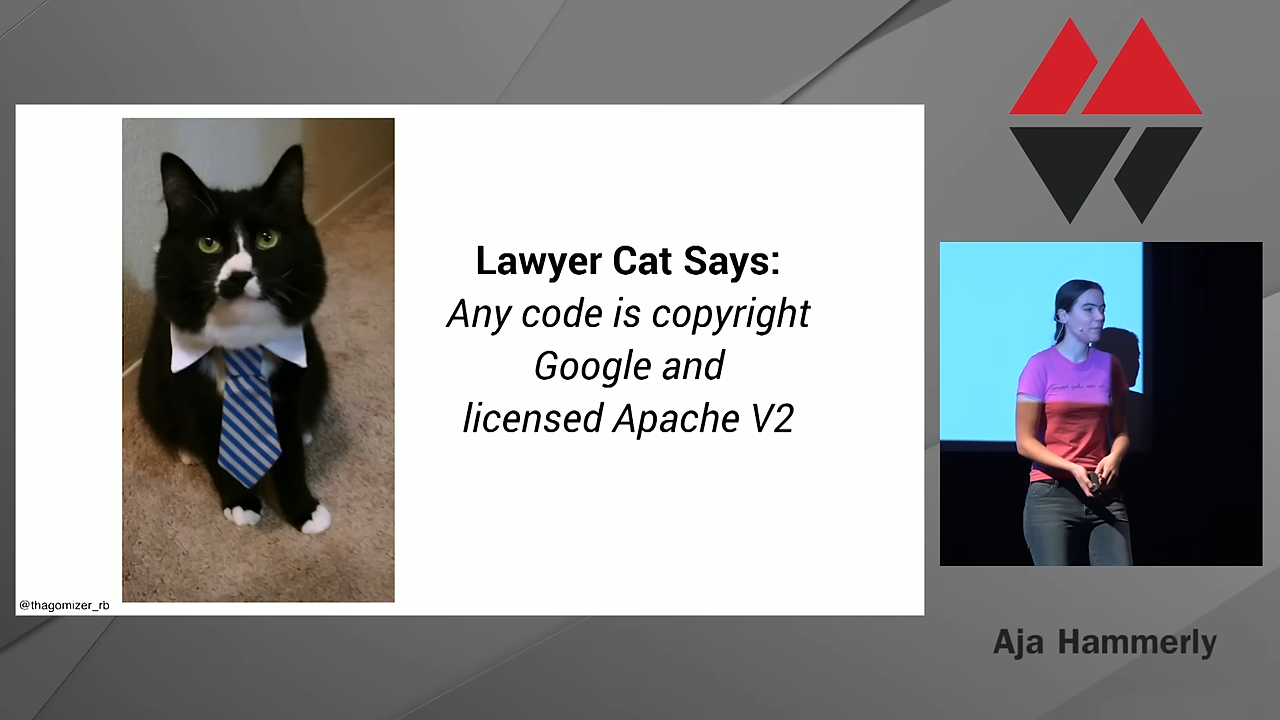 Lawyer Cat Says:
Any code is copyright
Google and
licensed Apache V2
@thagomizer_rb
Aja Hammerly